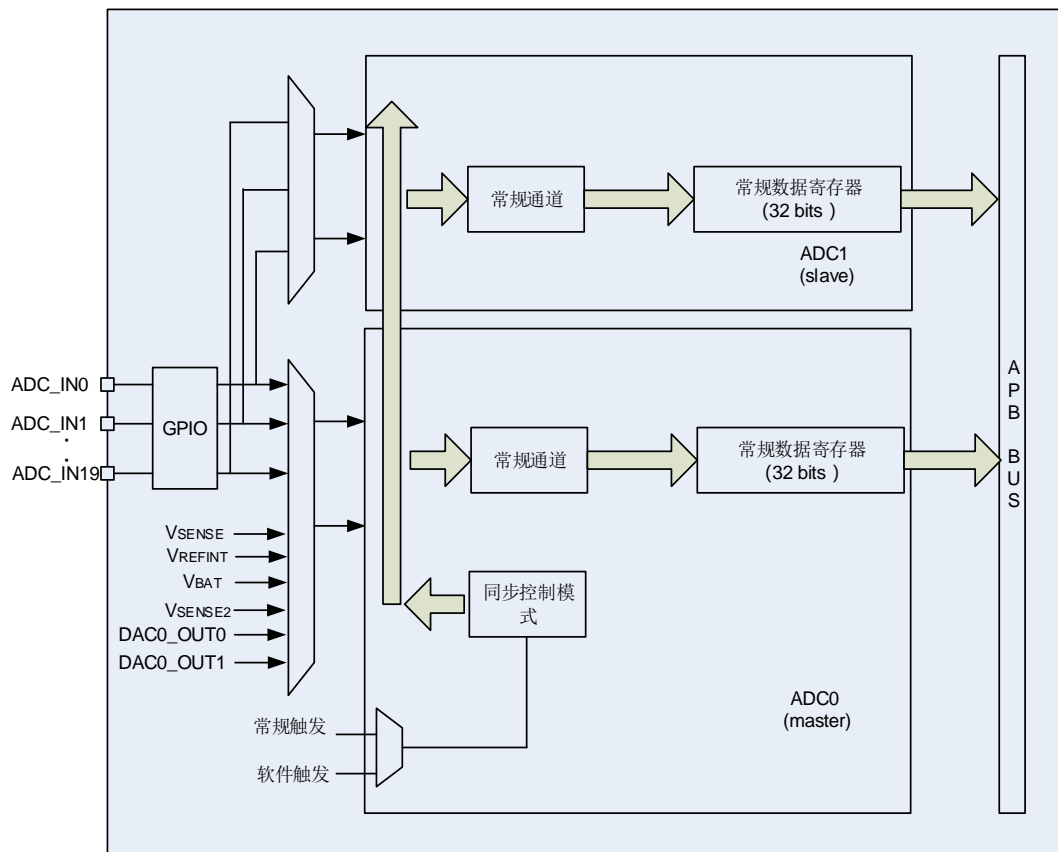 常规通道
常规数据寄存器
(32 bits )
ADC1
(slave)
ADC_IN0
ADC_IN1
ADC_IN19
GPIO
常规通道
常规数据寄存器
(32 bits )
A
P
B
B
U
S
VSENSE
VREFINT
VBAT
VSENSE2
DAC0_OUT0
DAC0_OUT1
同步控制模
式
ADC0
(master)
常规触发
软件触发